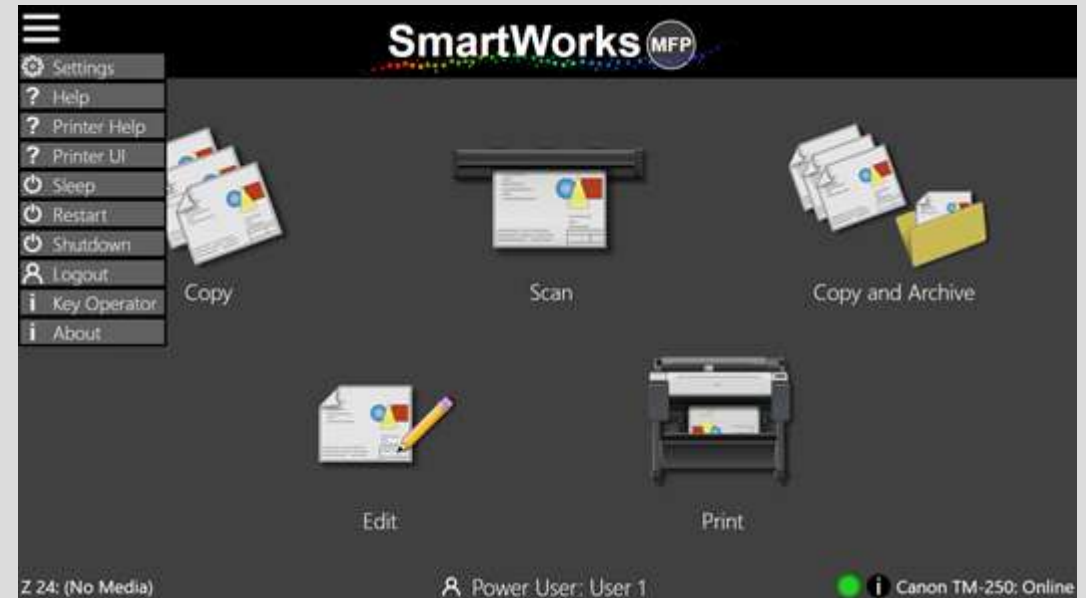 SmartWorks MFP
Settings
? Help
? Printer Help
? Printer UI
Sleep
Restart
Shutdown
Logout
i Key Operator
i About
Copy
Scan
Copy and Archive
Edit
Print
Z 24: (No Media)
Power User: User 1
i Canon TM-250: Online